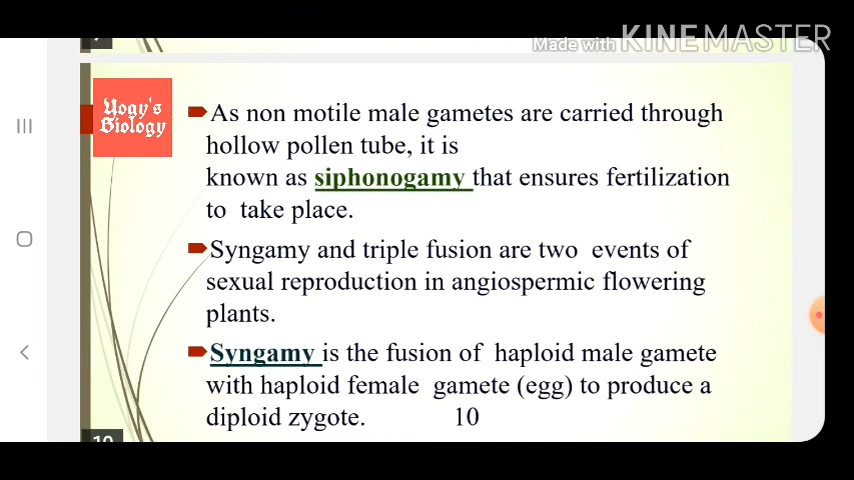 Made with KINEMASTER
Yogy's
Biology
As non motile male gametes are carried through
hollow pollen tube, it is
known as siphonogamy that ensures fertilization
to take place.
Syngamy and triple fusion are two events of
sexual reproduction in angiospermic flowering
plants.
Syngamy is the fusion of haploid male gamete
with haploid female gamete (egg) to produce a
diploid zygote. 10